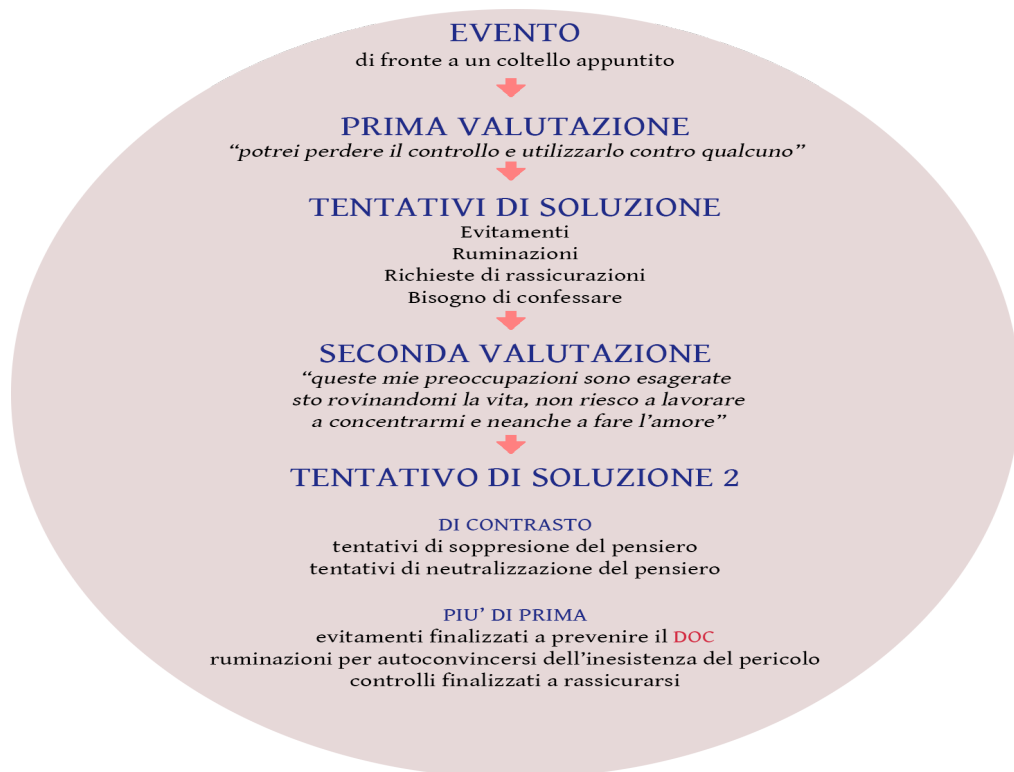 EVENTO
di fronte a un coltello appuntito
PRIMA VALUTAZIONE
“potrei perdere il controllo e utilizzarlo contro qualcuno”
TENTATIVI DI SOLUZIONE
Evitamenti
Ruminazioni
Richieste di rassicurazioni
Bisogno di confessare
SECONDA VALUTAZIONE
“queste mie preoccupazioni sono esagerate
sto rovinandomi la vita, non riesco a lavorare
a concentrarmi e neanche a fare l’amore”
TENTATIVO DI SOLUZIONE 2
DI CONTRASTO
tentativi di soppresione del pensiero
tentativi di neutralizzazione del pensiero
PIU’ DI PRIMA
evitamenti finalizzati a prevenire il DOC
ruminazioni per autoconvincersi dell’inesistenza del pericolo
controlli finalizzati a rassicurarsi